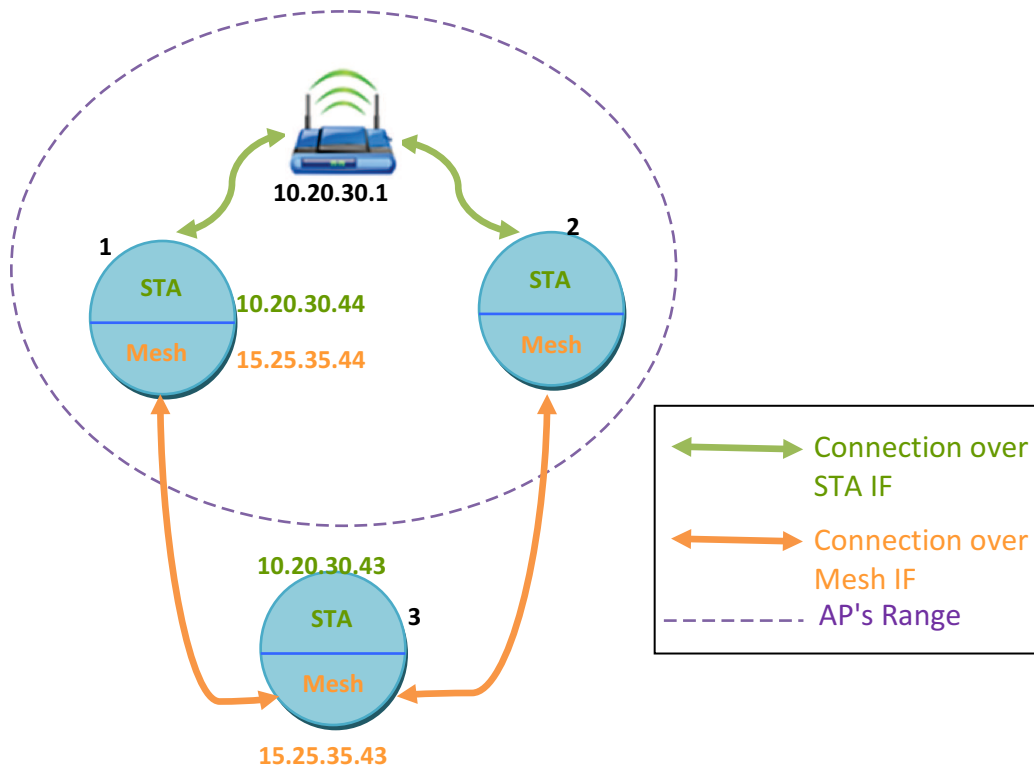 10.20.30.1
1
2
STA
10.20.30.44
Mesh
15.25.35.44
STA
Mesh
10.20.30.43
STA
3
Mesh
15.25.35.43
Connection over
STA IF
Connection over
Mesh IF
AP's Range